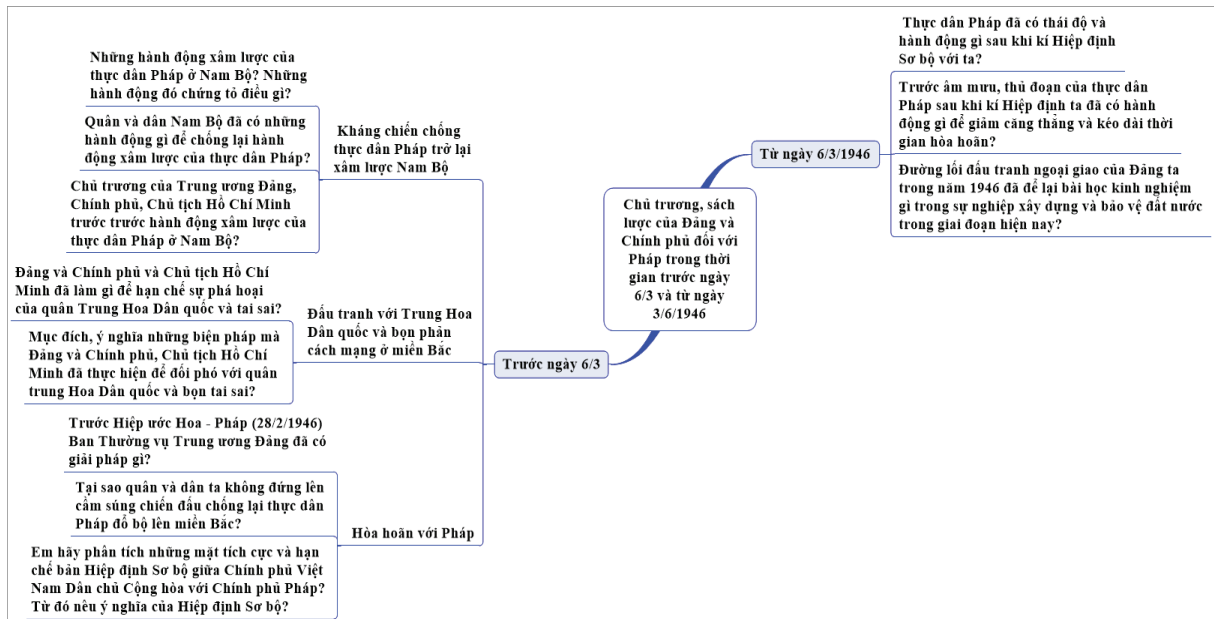 Những hành động xâm lược của
thực dân Pháp ở Nam Bộ? Những
hành động đó chứng tỏ điều gì?
Quân và dân Nam Bộ đã có những
hành động gì để chống lại hành
động xâm lược của thực dân Pháp?
Chủ trương của Trung ương Đảng,
Chính phủ, Chủ tịch Hồ Chí Minh
trước trước hành động xâm lược của
thực dân Pháp ở Nam Bộ?
Kháng chiến chống
thực dân Pháp trở lại
xâm lược Nam Bộ
Đảng và Chính phủ và Chủ tịch Hồ Chí
Minh đã làm gì để hạn chế sự phá hoại
của quân Trung Hoa Dân quốc và tai sai?
Mục đích, ý nghĩa những biện pháp mà
Đảng và Chính phủ, Chủ tịch Hồ Chí
Minh đã thực hiện để đối phó với quân
trung Hoa Dân quốc và bọn tai sai?
Đấu tranh với Trung Hoa
Dân quốc và bọn phản
cách mạng ở miền Bắc
Trước Hiệp ước Hoa - Pháp (28/2/1946)
Ban Thường vụ Trung ương Đảng đã có
giải pháp gì?
Tại sao quân và dân ta không đứng lên
cầm súng chiến đấu chống lại thực dân
Pháp đổ bộ lên miền Bắc?
Em hãy phân tích những mặt tích cực và hạn
chế bản Hiệp định Sơ bộ giữa Chính phủ Việt
Nam Dân chủ Cộng hòa với Chính phủ Pháp?
Từ đó nêu ý nghĩa của Hiệp định Sơ bộ?
Hòa hoãn với Pháp
Trước ngày 6/3
Chủ trương, sách
lược của Đảng và
Chính phủ đối với
Pháp trong thời
gian trước ngày
6/3 và từ ngày
3/6/1946
Từ ngày 6/3/1946
Thực dân Pháp đã có thái độ và
hành động gì sau khi kí Hiệp định
Sơ bộ với ta?
Trước âm mưu, thủ đoạn của thực dân
Pháp sau khi kí Hiệp định ta đã có hành
động gì để giảm căng thẳng và kéo dài thời
gian hòa hoãn?
Đường lối đấu tranh ngoại giao của Đảng ta
trong năm 1946 đã để lại bài học kinh nghiệm
gì trong sự nghiệp xây dựng và bảo vệ đất nước
trong giai đoạn hiện nay?